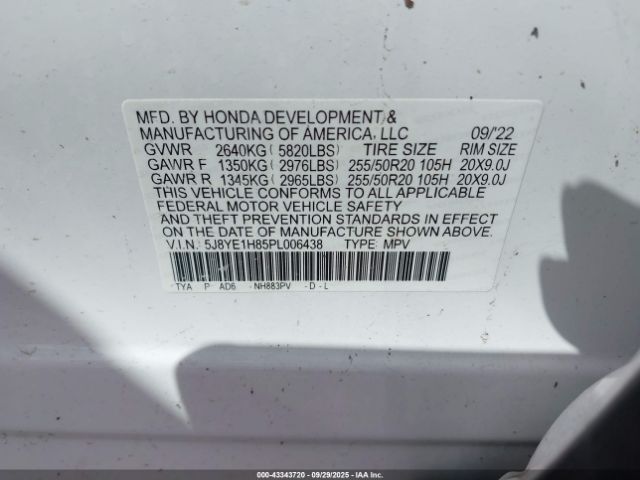 MFD. BY HONDA DEVELOPMENT &
MANUFACTURING OF AMERICA, LLC 09/'22
GVWR 2640KG ( 5820LBS) TIRE SIZE RIM SIZE
GAWR F 1350KG ( 2976LBS) 255/50R20 105H 20X9.0J
GAWR R 1345KG ( 2965LBS) 255/50R20 105H 20X9.0J
THIS VEHICLE CONFORMS TO ALL APPLICABLE
FEDERAL MOTOR VEHICLE SAFETY
AND THEFT PREVENTION STANDARDS IN EFFECT
ON THE DATE OF MANUFACTURE SHOWN ABOVE.
V.I.N. 5J8YE1H85PL006438 TYPE: MPV
TYA P AD6 -NH883PV -D-L
000-43343720 09/29/2025 IAA INC.